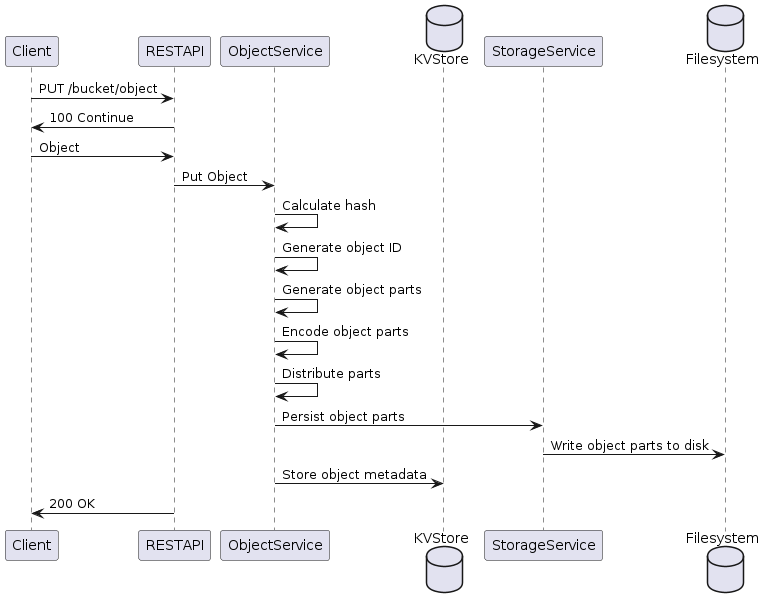 Client RESTAPI ObjectService KVStore StorageService Filesystem
PUT /bucket/object
100 Continue
Object
Put Object
Calculate hash
Generate object ID
Generate object parts
Encode object parts
Distribute parts
Persist object parts
Write object parts to disk
Store object metadata
200 OK
Client RESTAPI ObjectService KVStore StorageService Filesystem